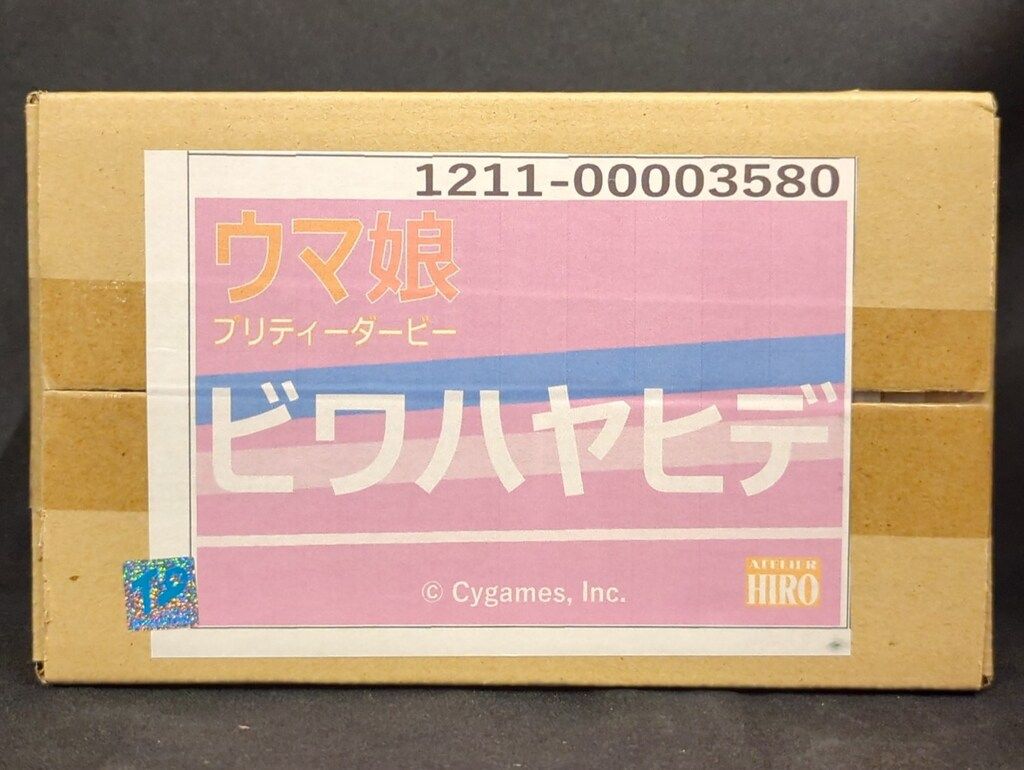 1211-00003580
ウマ娘
プリティーダービー
ビワハヤヒデ
© Cygames, Inc.
ATELIER
HIRO